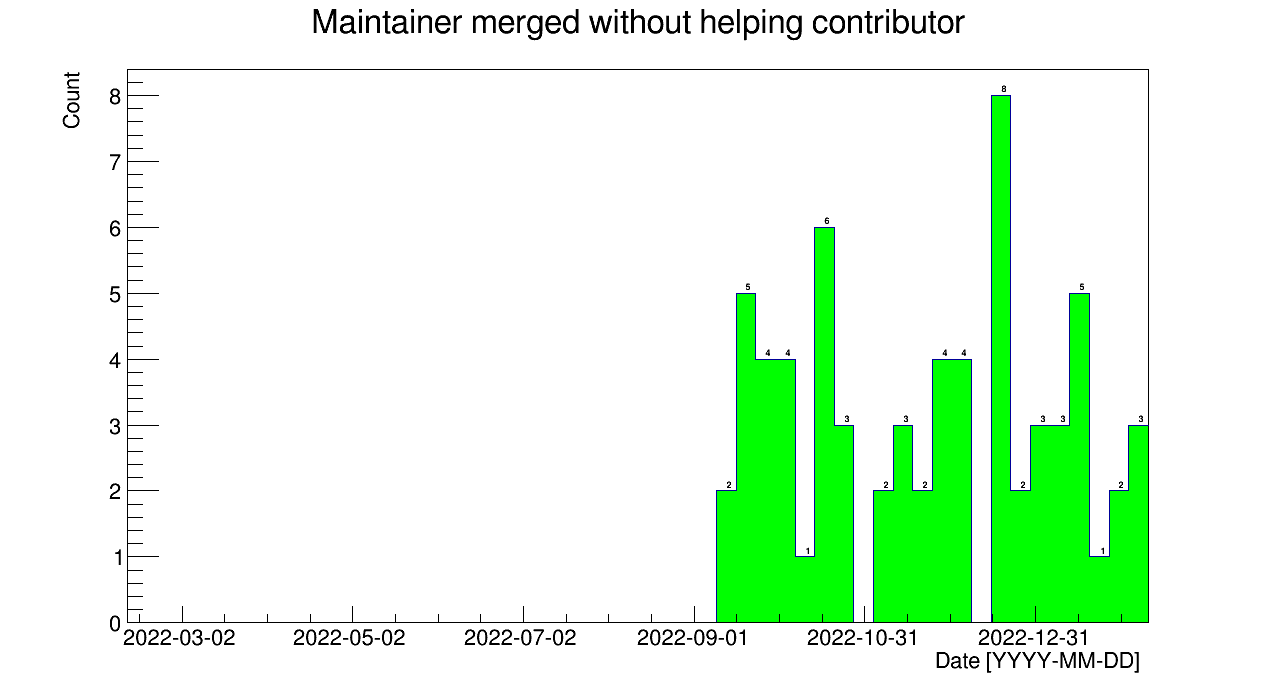 Maintainer merged without helping contributor
Count
8
7
6
5
4
3
2
1
0
2 5 4 4 1 6 3 2 3 2 4 4 8 2 3 3 5 1 2 3
2022-03-02 2022-05-02 2022-07-02 2022-09-01 2022-10-31 2022-12-31
Date [YYYY-MM-DD]